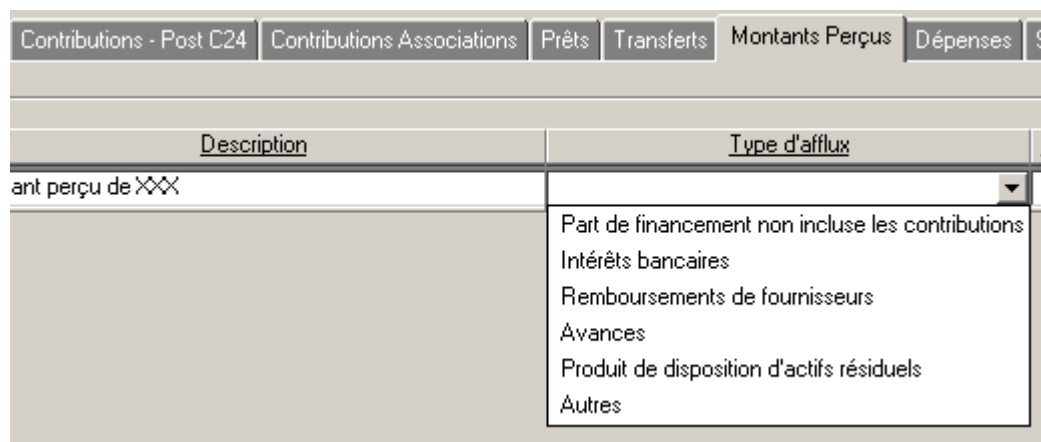 Contributions - Post C24 Contributions Associations Prêts Transferts Montants Perçus Dépenses
Description Type d'afflux
ant perçu de XXX
Part de financement non incluse les contributions
Intérêts bancaires
Remboursements de fournisseurs
Avances
Produit de disposition d'actifs résiduels
Autres